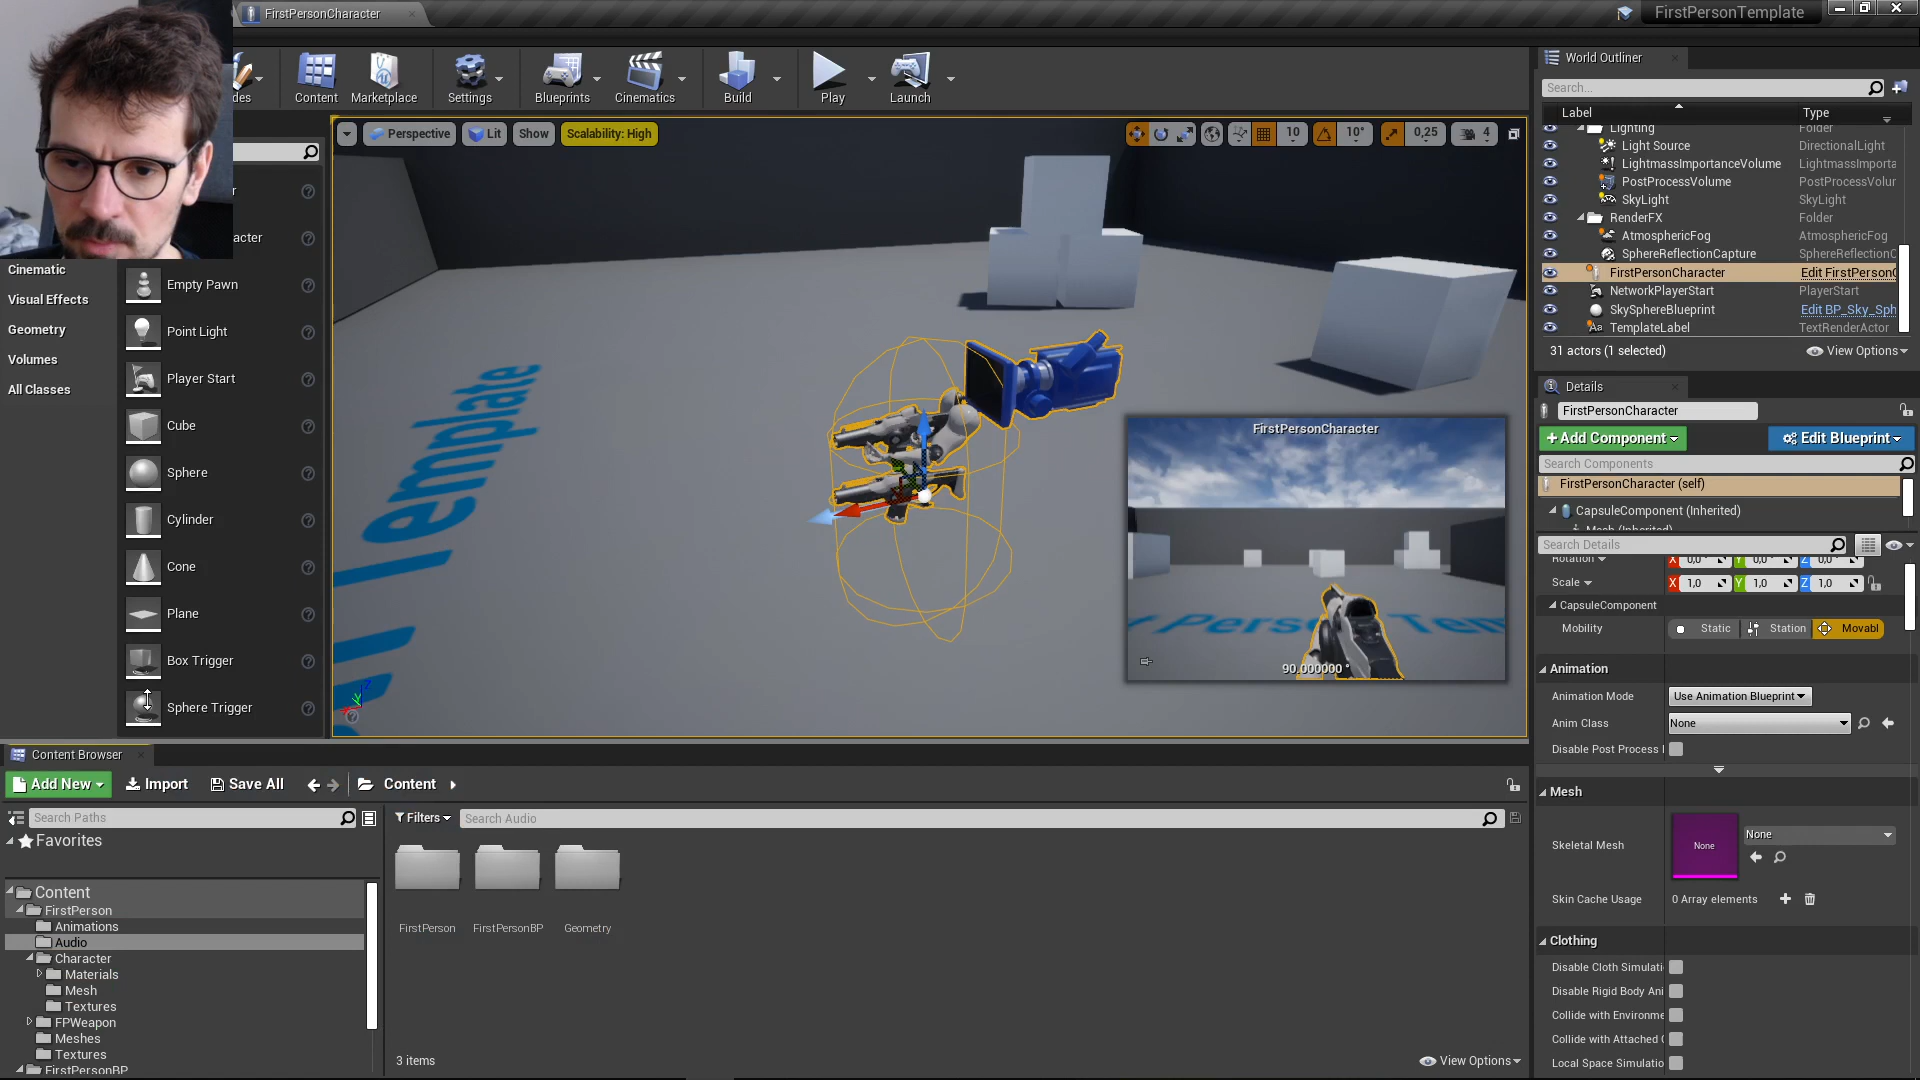 FirstPersonCharacter
FirstPersonTemplate
des
Content
Marketplace
Settings
Blueprints
Cinematics
Build
Play
Launch
Perspective
Lit
Show
Scalability: High
10
10°
0,25
4
Cinematic
Visual Effects
Geometry
Volumes
All Classes
r
acter
Empty Pawn
Point Light
Player Start
Cube
Sphere
Cylinder
Cone
Plane
Box Trigger
Sphere Trigger
Template
FirstPersonCharacter
Person Tem
90.000000 °
World Outliner
Search...
Label
Type
Lighting
Folder
Light Source
DirectionalLight
LightmassImportanceVolume
LightmassImporta
PostProcessVolume
PostProcessVolur
SkyLight
SkyLight
RenderFX
Folder
AtmosphericFog
AtmosphericFog
SphereReflectionCapture
SphereReflectionC
FirstPersonCharacter
Edit FirstPersonC
NetworkPlayerStart
PlayerStart
SkySphereBlueprint
Edit BP_Sky_Sph
TemplateLabel
TextRenderActor
31 actors (1 selected)
View Options
Details
FirstPersonCharacter
+Add Component
Edit Blueprint
Search Components
FirstPersonCharacter (self)
CapsuleComponent (Inherited)
Mesh (Inherited)
Search Details
Rotation
X 0,0 Y 0,0 Z 0,0
Scale
X 1,0 Y 1,0 Z 1,0
CapsuleComponent
Mobility
Static
Station
Movabl
Animation
Animation Mode
Use Animation Blueprint
Anim Class
None
Disable Post Process
Mesh
Skeletal Mesh
None
None
Skin Cache Usage
0 Array elements
Clothing
Disable Cloth Simulati
Disable Rigid Body Ani
Collide with Environme
Collide with Attached C
Local Space Simulatio
Content Browser
Add New
Import
Save All
Content
Search Paths
Favorites
Content
FirstPerson
Animations
Audio
Character
Materials
Mesh
Textures
FPWeapon
Meshes
Textures
FirstPersonBP
Filters
Search Audio
FirstPerson
FirstPersonBP
Geometry
3 items
View Options